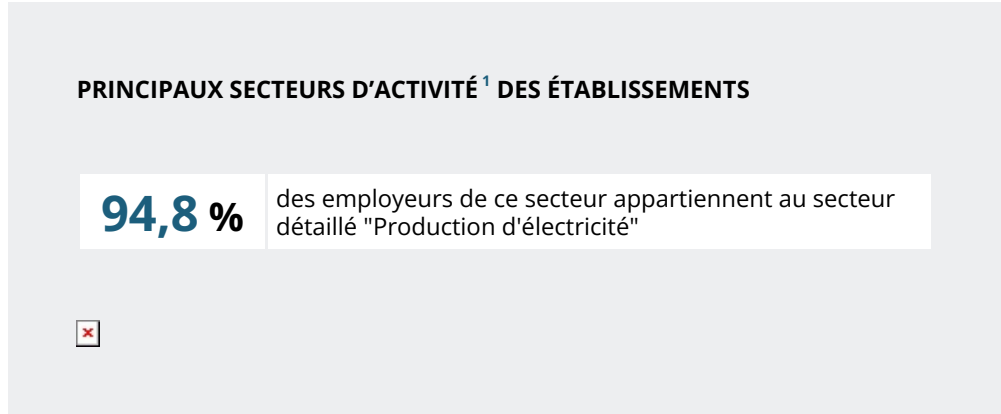 PRINCIPAUX SECTEURS D’ACTIVITÉ 1 DES ÉTABLISSEMENTS
94,8 %
des employeurs de ce secteur appartiennent au secteur
détaillé "Production d'électricité"